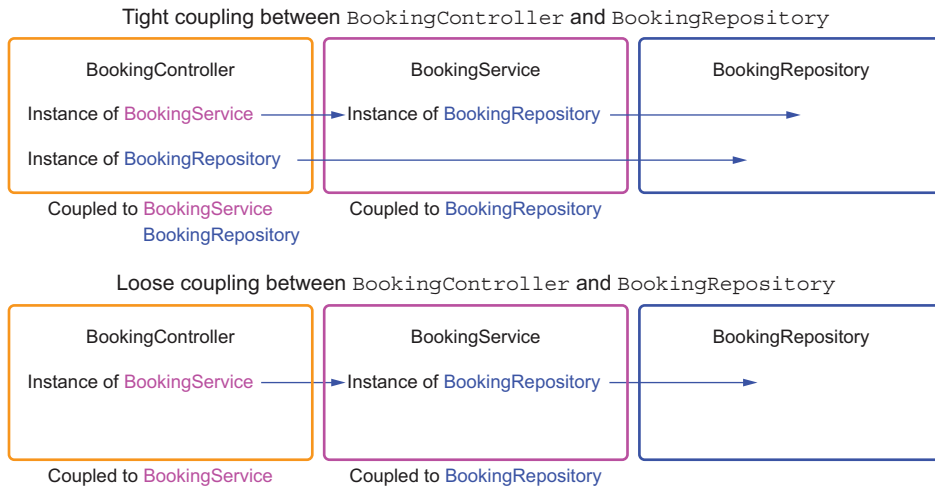 Tight coupling between BookingController and BookingRepository
BookingController
BookingService
BookingRepository
Instance of BookingService
Instance of BookingRepository
Instance of BookingRepository
Coupled to BookingService
BookingRepository
Coupled to BookingRepository
Loose coupling between BookingController and BookingRepository
BookingController
BookingService
BookingRepository
Instance of BookingService
Instance of BookingRepository
Coupled to BookingService
Coupled to BookingRepository